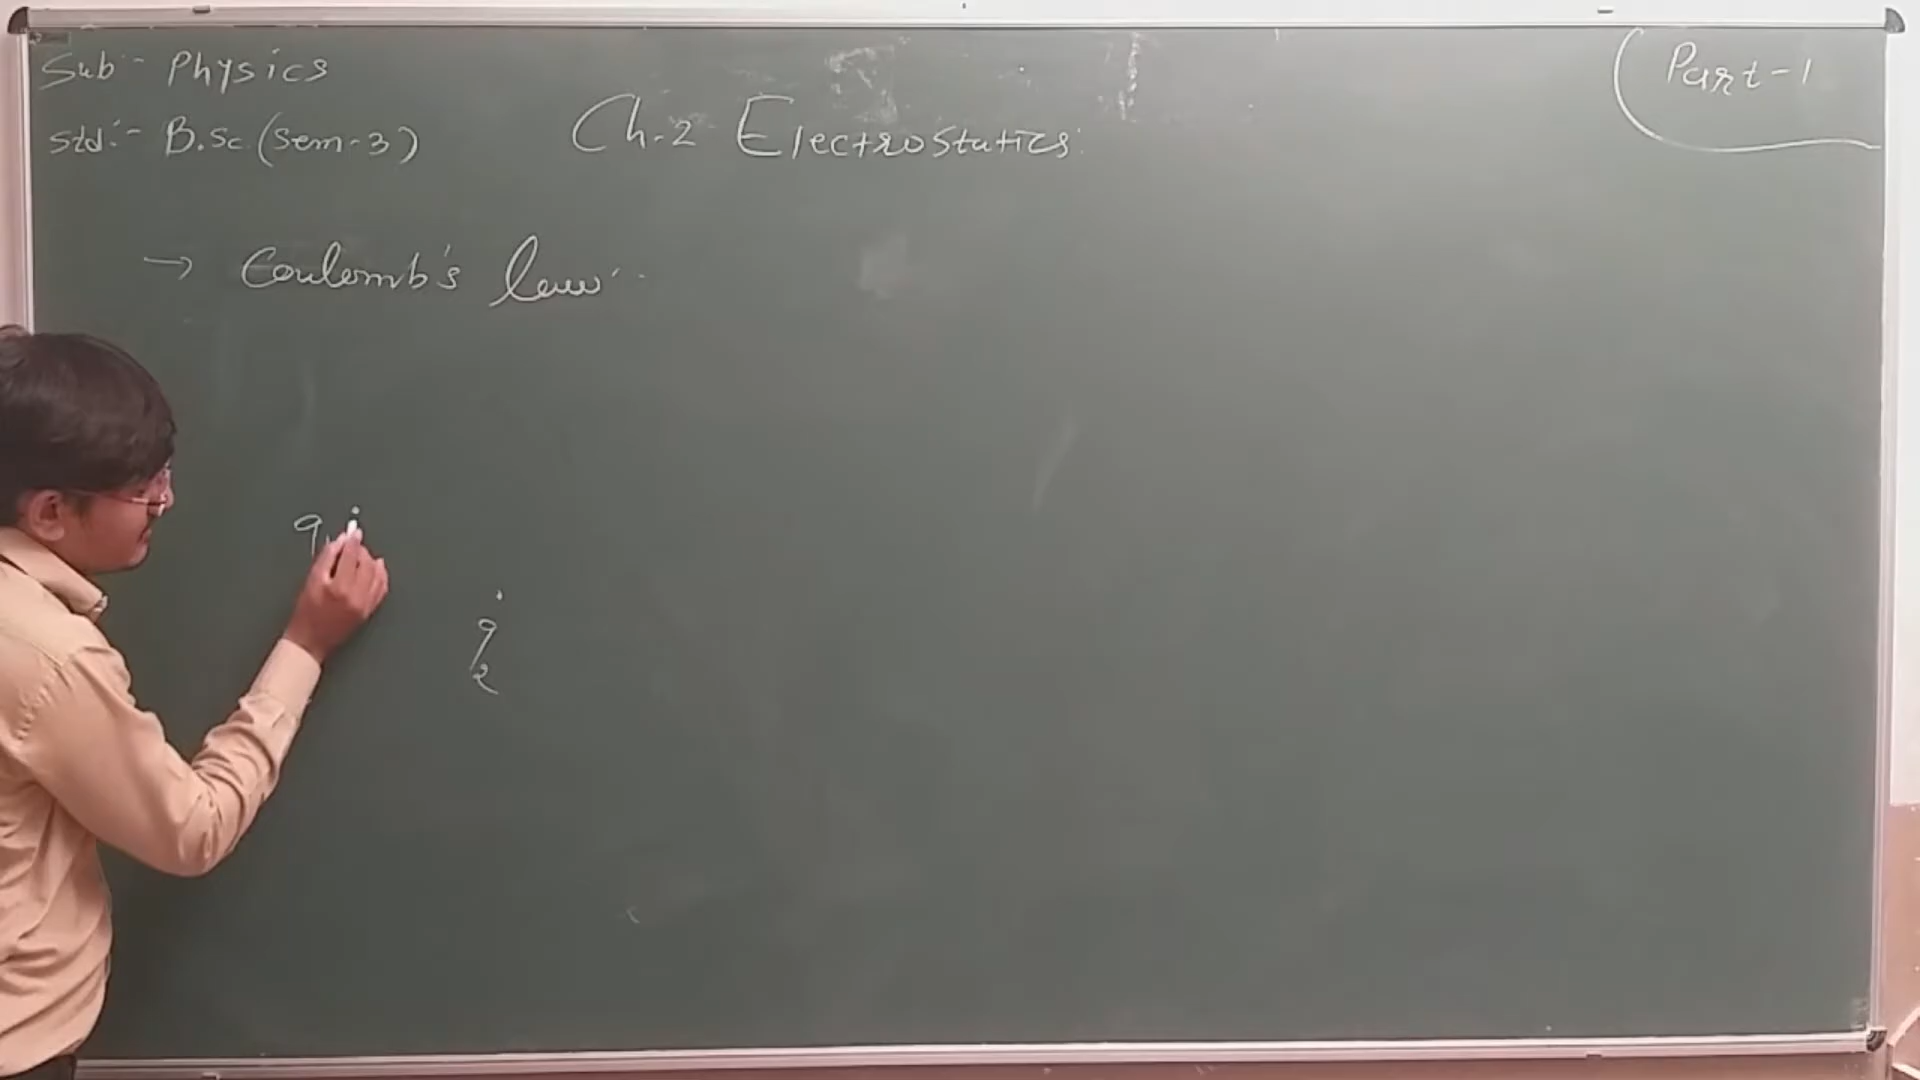 Sub - Physics
Part-1
Std :- B.Sc. (Sem-3)
Ch-2 Electrostatics:
→ Coulomb's law :-
q1
q2